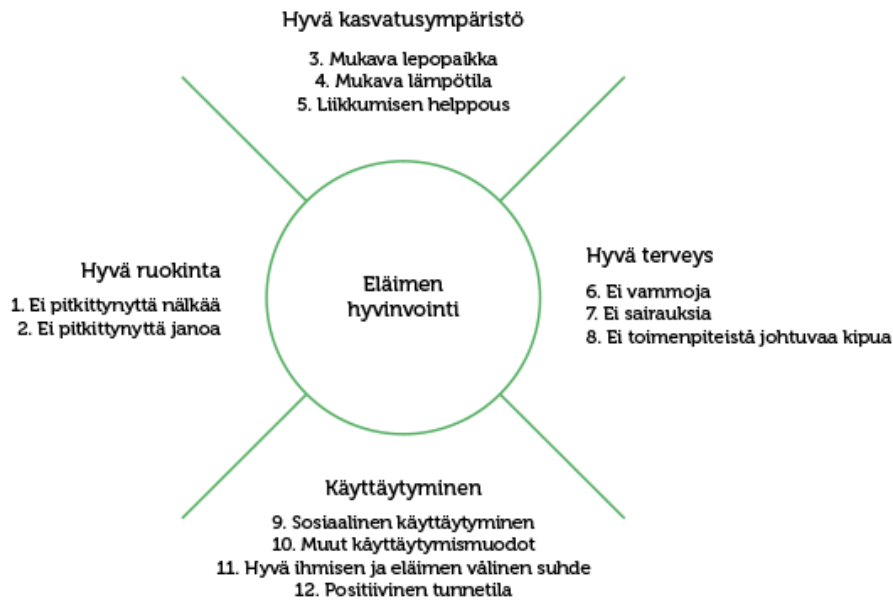 Hyvä kasvatusympäristö
3. Mukava lepopaikka
4. Mukava lämpötila
5. Liikkumisen helppous
Hyvä ruokinta
1. Ei pitkittynyttä nälkää
2. Ei pitkittynyttä janoa
Eläimen
hyvinvointi
Hyvä terveys
6. Ei vammoja
7. Ei sairauksia
8. Ei toimenpiteistä johtuvaa kipua
Käyttäytyminen
9. Sosiaalinen käyttäytyminen
10. Muut käyttäytymismuodot
11. Hyvä ihmisen ja eläimen välinen suhde
12. Positiivinen tunnetila